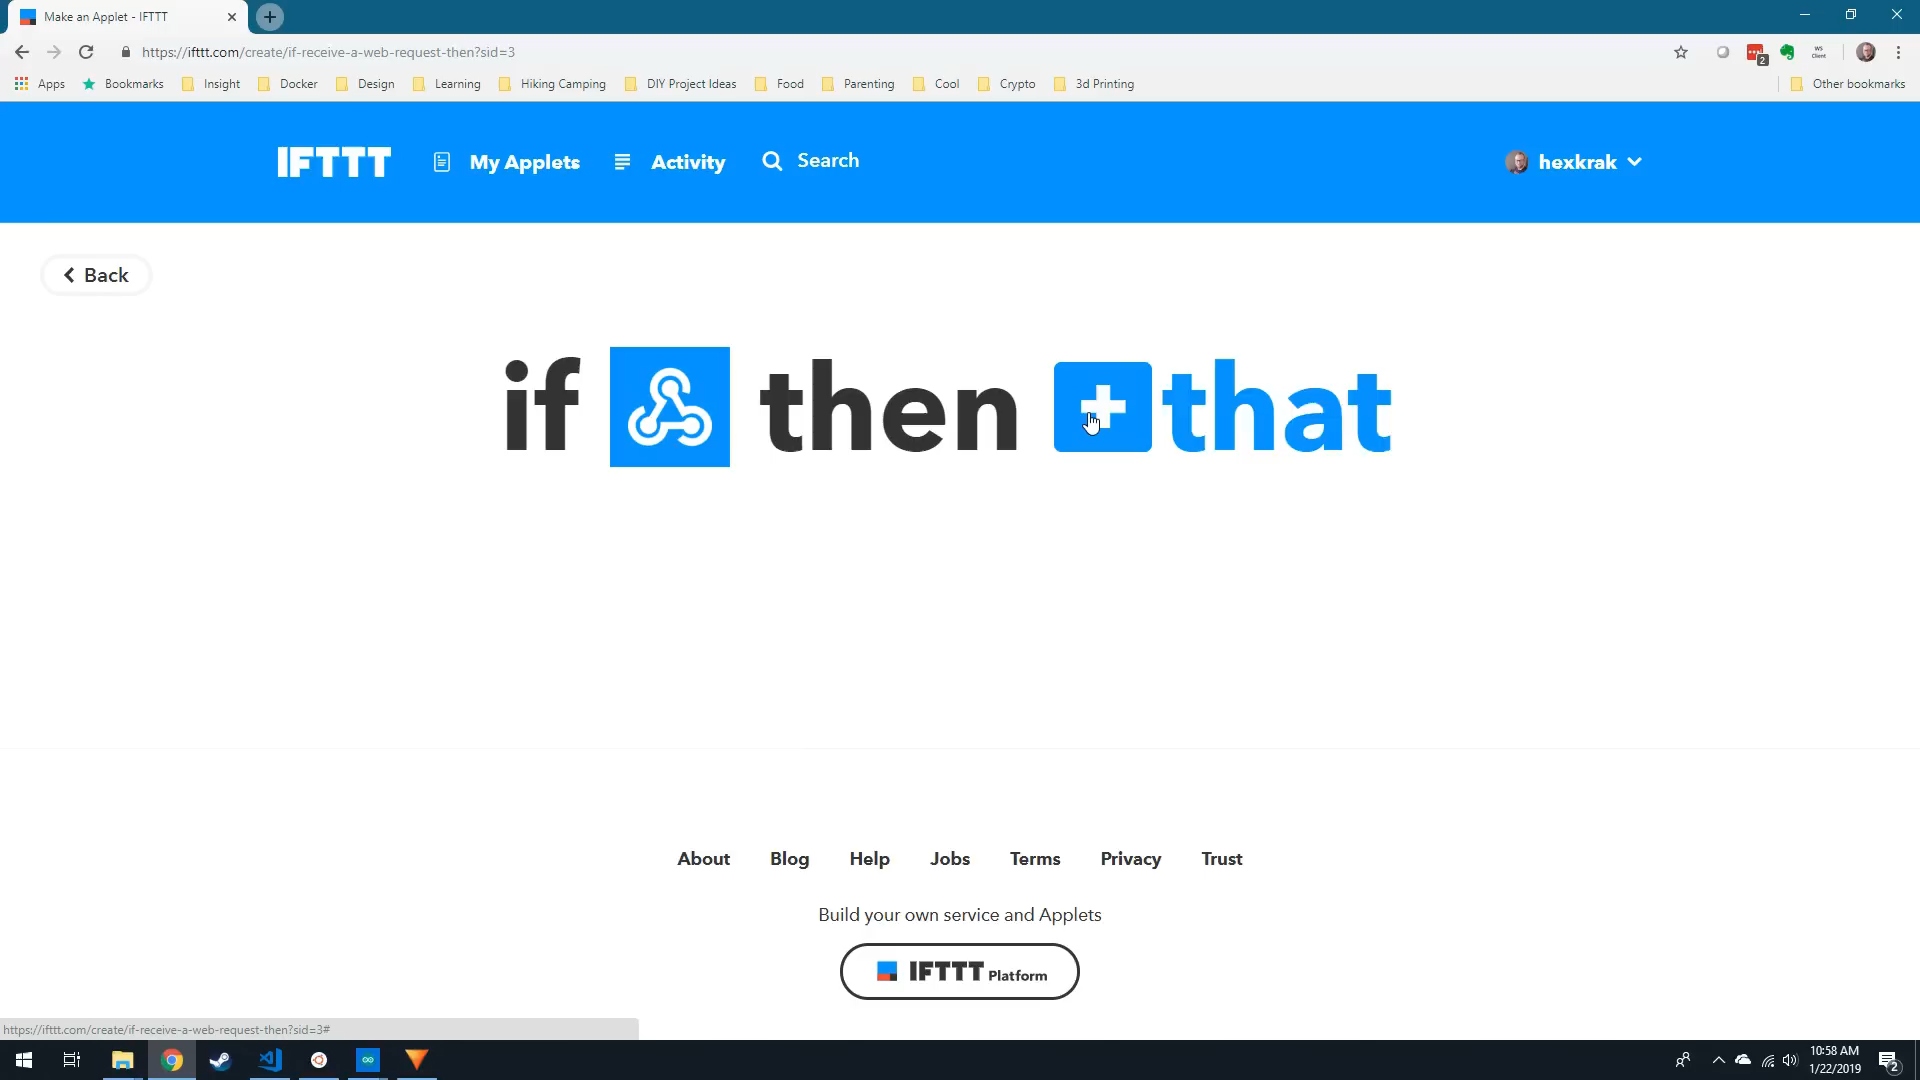 Make an Applet - IFTTT
https://ifttt.com/create/if-receive-a-web-request-then?sid=3
2
WS
Client
Apps Bookmarks Insight Docker Design Learning Hiking Camping DIY Project Ideas Food Parenting Cool Crypto 3d Printing Other bookmarks
IFTTT My Applets Activity Search hexkrak
Back
if then that
About Blog Help Jobs Terms Privacy Trust
Build your own service and Applets
IFTTT Platform
https://ifttt.com/create/if-receive-a-web-request-then?sid=3#
10:58 AM
1/22/2019
2